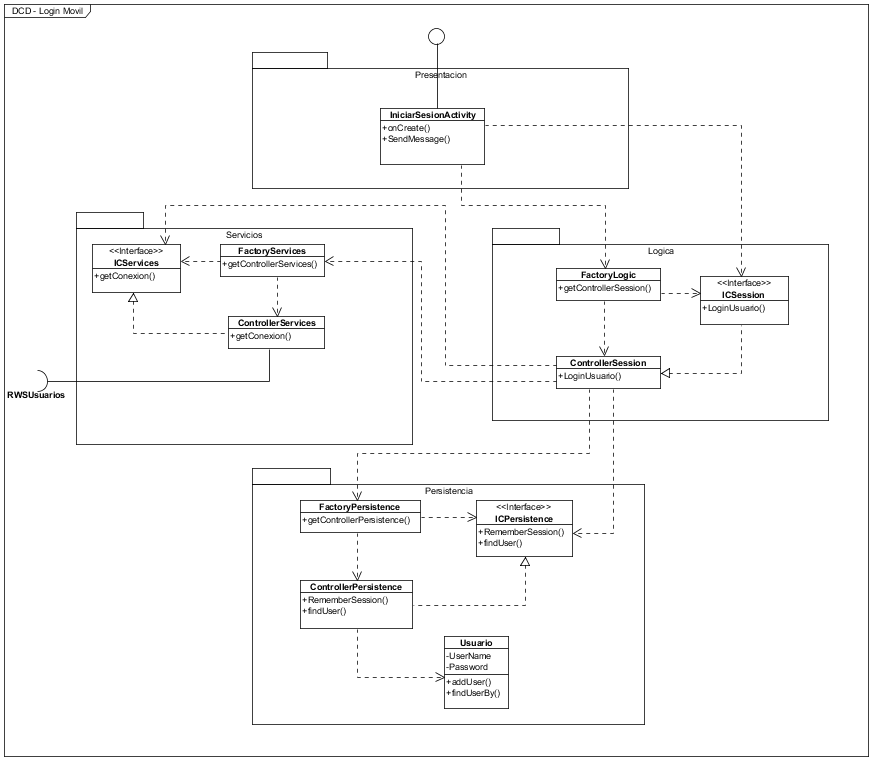 DCD - Login Movil
Presentacion
IniciarSesionActivity
+onCreate()
+SendMessage()
Servicios
<<Interface>>
ICServices
+getConexion()
FactoryServices
+getControllerServices()
ControllerServices
+getConexion()
RWSUsuarios
Logica
FactoryLogic
+getControllerSession()
<<Interface>>
ICSession
+LoginUsuario()
ControllerSession
+LoginUsuario()
Persistencia
FactoryPersistence
+getControllerPersistence()
<<Interface>>
ICPersistence
+RememberSession()
+findUser()
ControllerPersistence
+RememberSession()
+findUser()
Usuario
-UserName
-Password
+addUser()
+findUserBy()